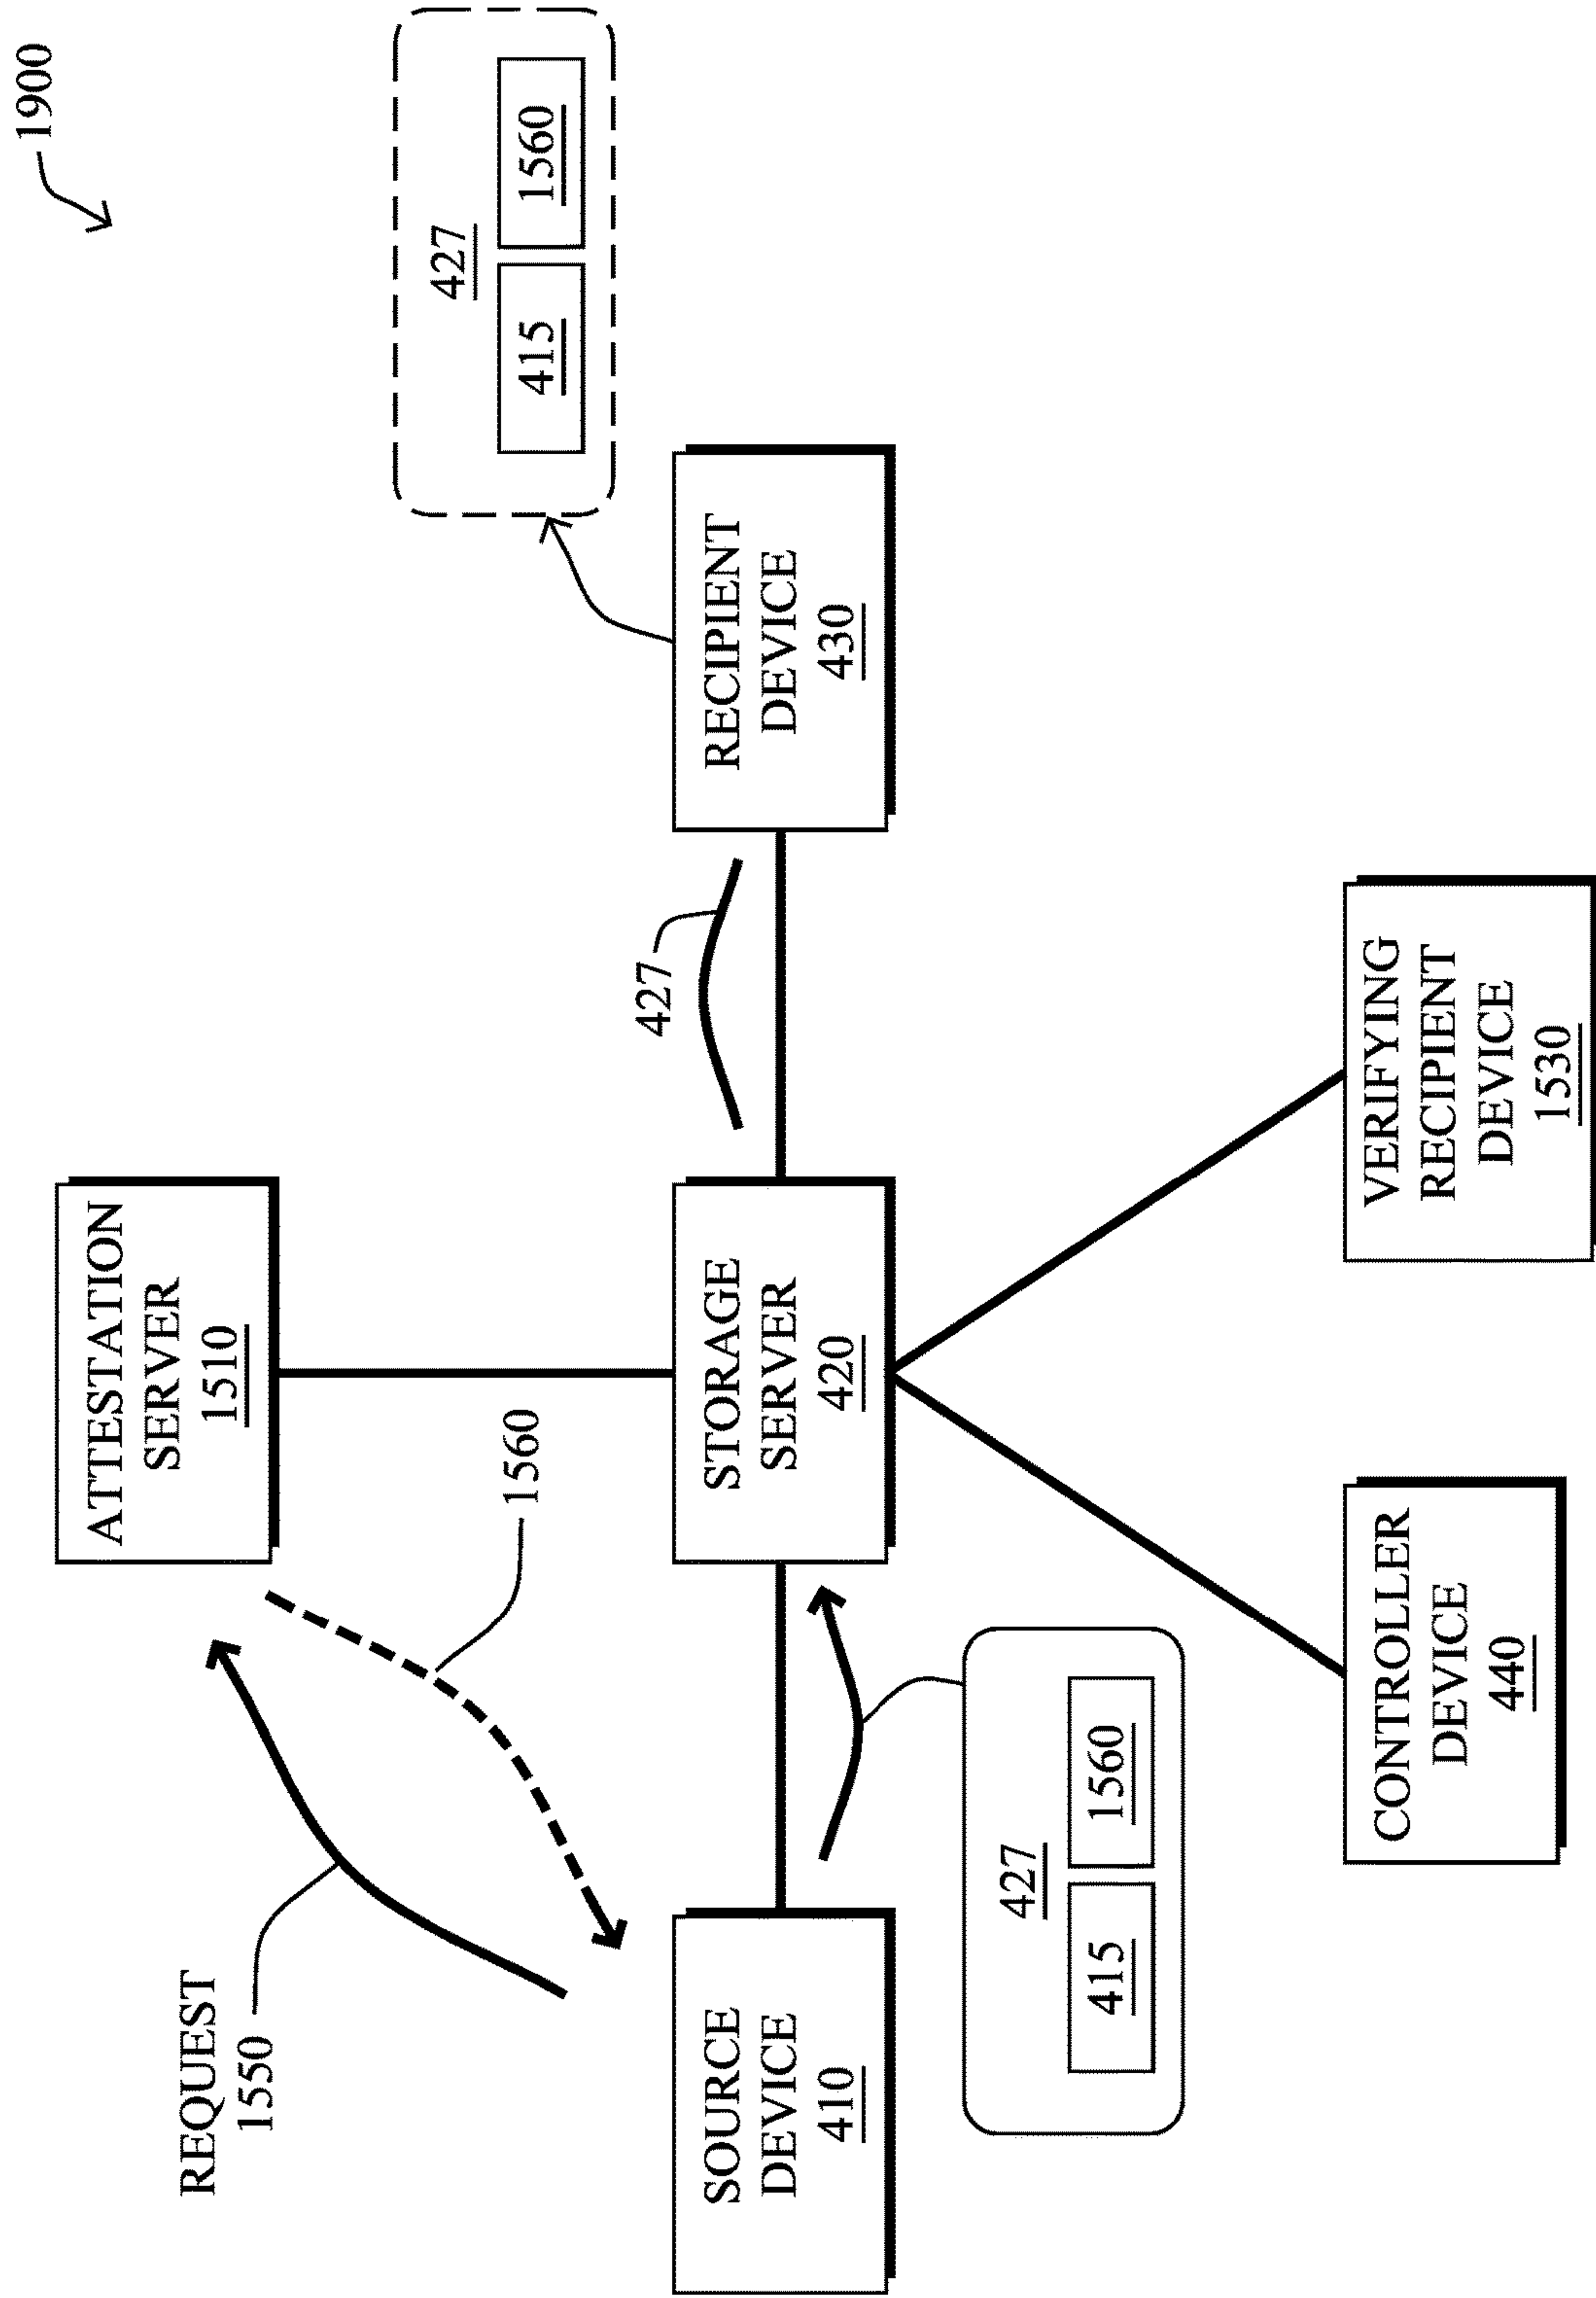 1900
ATTESTATION
SERVER
1510
REQUEST
1550
1560
427
415
1560
427
SOURCE
DEVICE
410
STORAGE
SERVER
420
RECIPIENT
DEVICE
430
427
415
1560
CONTROLLER
DEVICE
440
VERIFYING
RECIPIENT
DEVICE
1530